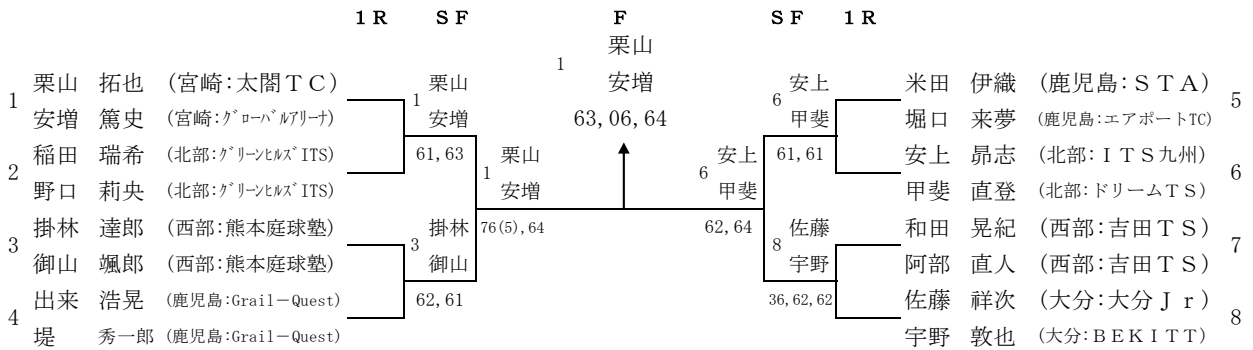 1R SF F SF 1R
1 栗山
安増
63,06,64
1 栗山 拓也 (宮崎:太閤TC)
安増 篤史 (宮崎:グローバルアリーナ)
2 稲田 瑞希 (北部:グリーンヒルズITS)
野口 莉央 (北部:グリーンヒルズITS)
3 掛林 達郎 (西部:熊本庭球塾)
御山 颯郎 (西部:熊本庭球塾)
4 出来 浩晃 (鹿児島:Grail-Quest)
堤 秀一郎 (鹿児島:Grail-Quest)
1 栗山
安増
61,63
3 掛林
御山
62,61
1 栗山
安増
76(5),64
6 安上
甲斐
62,64
6 安上
甲斐
61,61
8 佐藤
宇野
36,62,62
米田 伊織 (鹿児島:STA) 5
堀口 来夢 (鹿児島:エアポートTC)
安上 昴志 (北部:ITS九州) 6
甲斐 直登 (北部:ドリームTS)
和田 晃紀 (西部:吉田TS) 7
阿部 直人 (西部:吉田TS)
佐藤 祥次 (大分:大分Jr) 8
宇野 敦也 (大分:BEKITT)